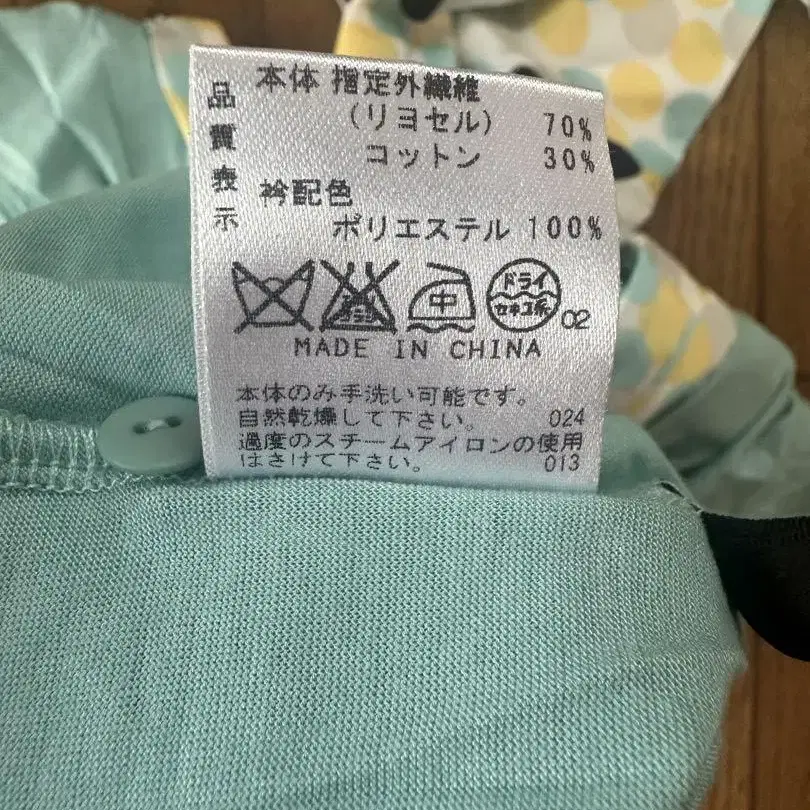 品質表示
本体 指定外繊維
(リヨセル) 70%
コットン 30%
衿配色
ポリエステル 100%
中
ドライ
セキユ系
02
MADE IN CHINA
本体のみ手洗い可能です。
自然乾燥して下さい。 024
過度のスチームアイロンの使用
はさけて下さい。 013